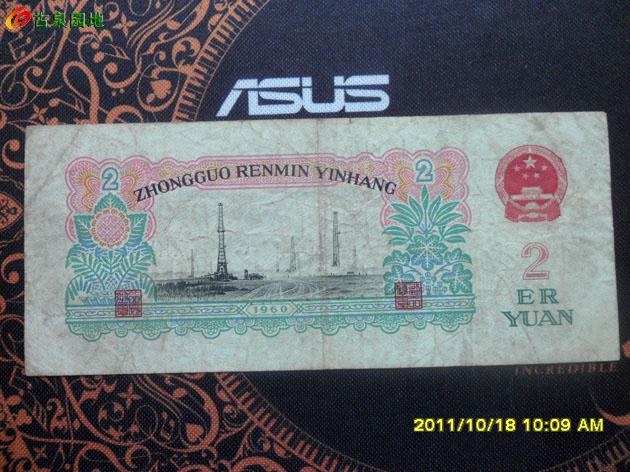 古泉园地
ASUS
2
ZHONGGUO RENMIN YINHANG
2
2
ER
YUAN
1960
INCREDIBLE
2011/10/18 10:09 AM